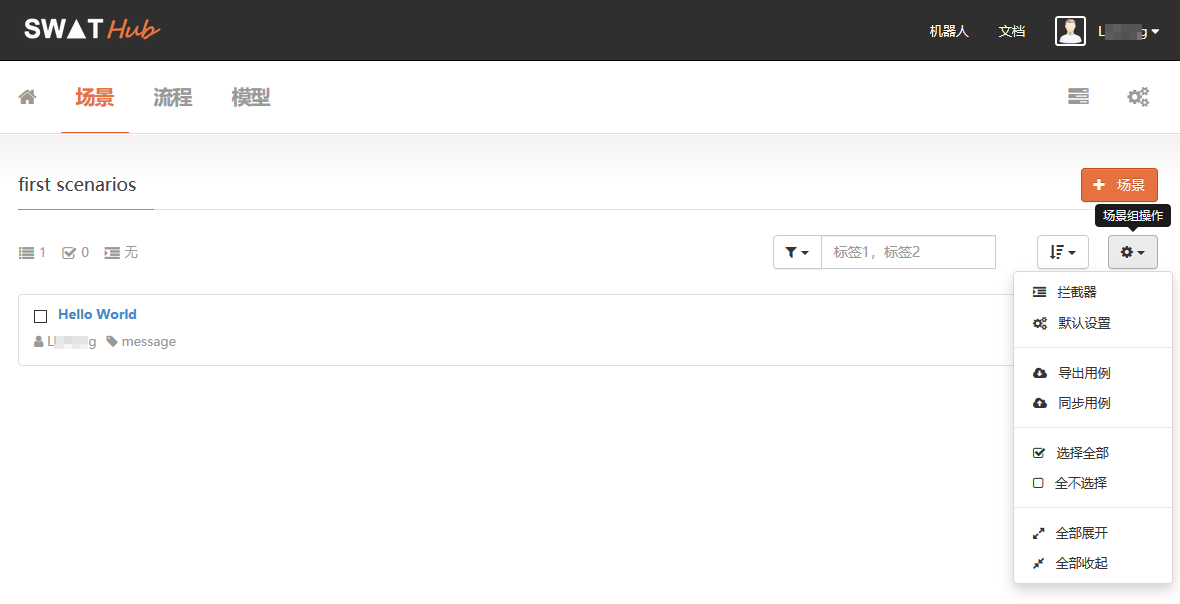 SWAT Hub
机器人
文档
场景
流程
模型
first scenarios
场景
场景组操作
1
0
无
标签1，标签2
Hello World
message
拦截器
默认设置
导出用例
同步用例
选择全部
全不选择
全部展开
全部收起